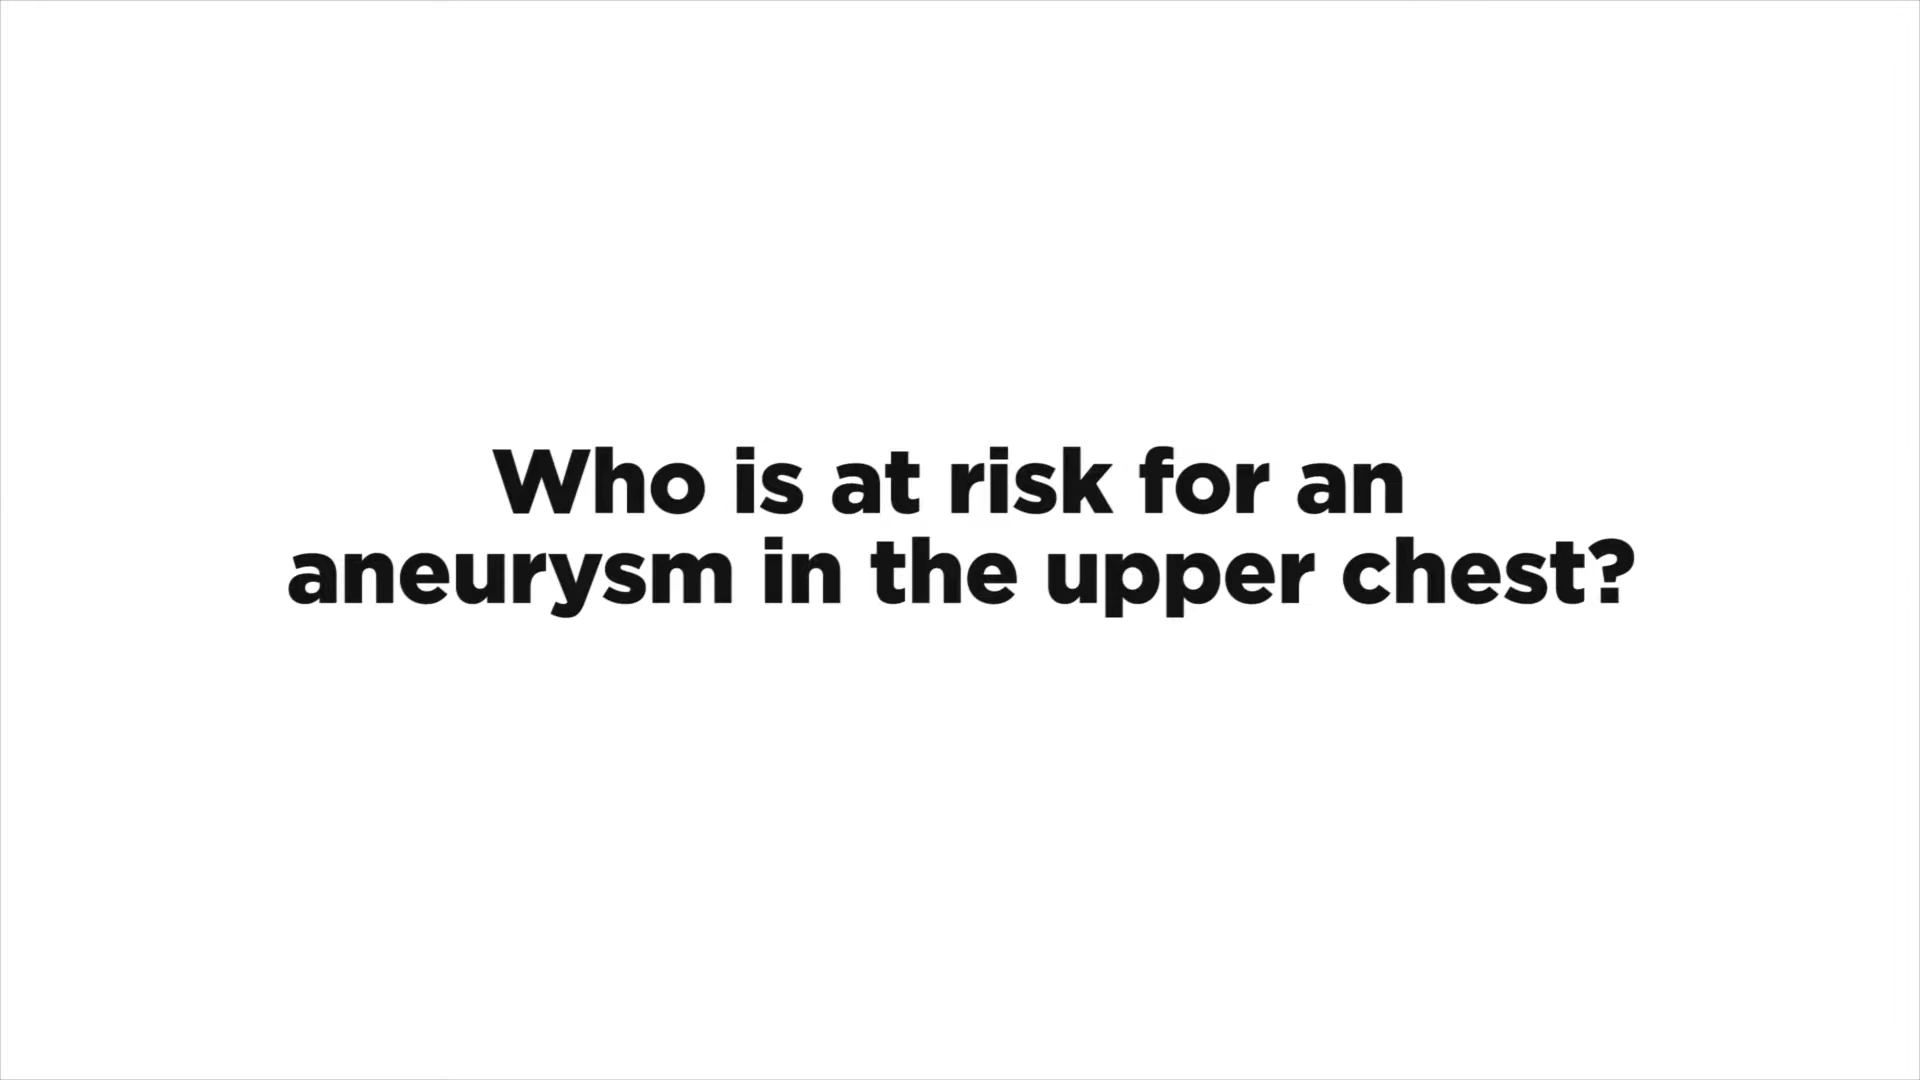 Who is at risk for an
aneurysm in the upper chest?